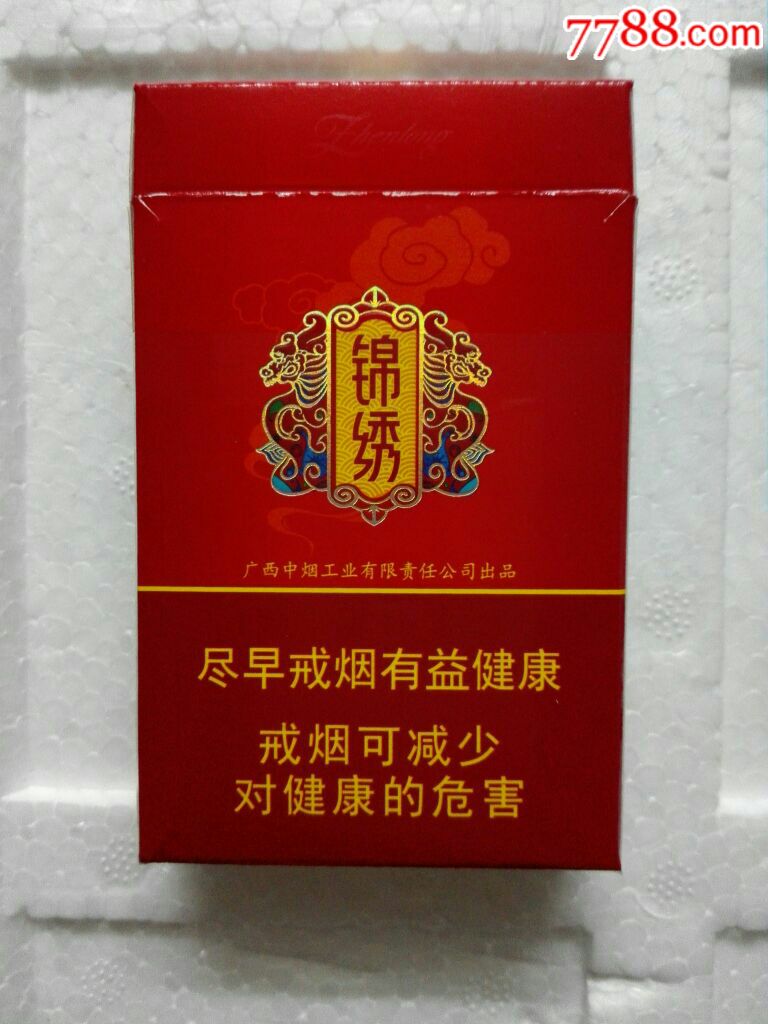 7788.com
Zhenlong
锦绣
广西中烟工业有限责任公司出品
尽早戒烟有益健康
戒烟可减少
对健康的危害